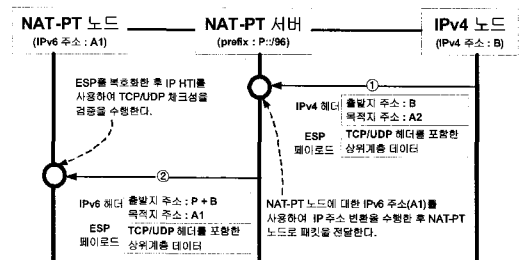 NAT-PT 노드
(IPv6 주소 : A1)
NAT-PT 서버
(prefix : P::/96)
IPv4 노드
(IPv4 주소 : B)
ESP를 복호화한 후 IP HTI를
사용하여 TCP/UDP 체크섬을
검증을 수행한다.
①
IPv4 헤더 출발지 주소 : B
목적지 주소 : A2
ESP TCP/UDP 헤더를 포함한
페이로드 상위계층 데이터
②
IPv6 헤더 출발지 주소 : P + B
목적지 주소 : A1
ESP TCP/UDP 헤더를 포함한
페이로드 상위계층 데이터
NAT-PT 노드에 대한 IPv6 주소(A1)를
사용하여 IP 주소 변환을 수행한 후 NAT-PT
노드로 패킷을 전달한다.